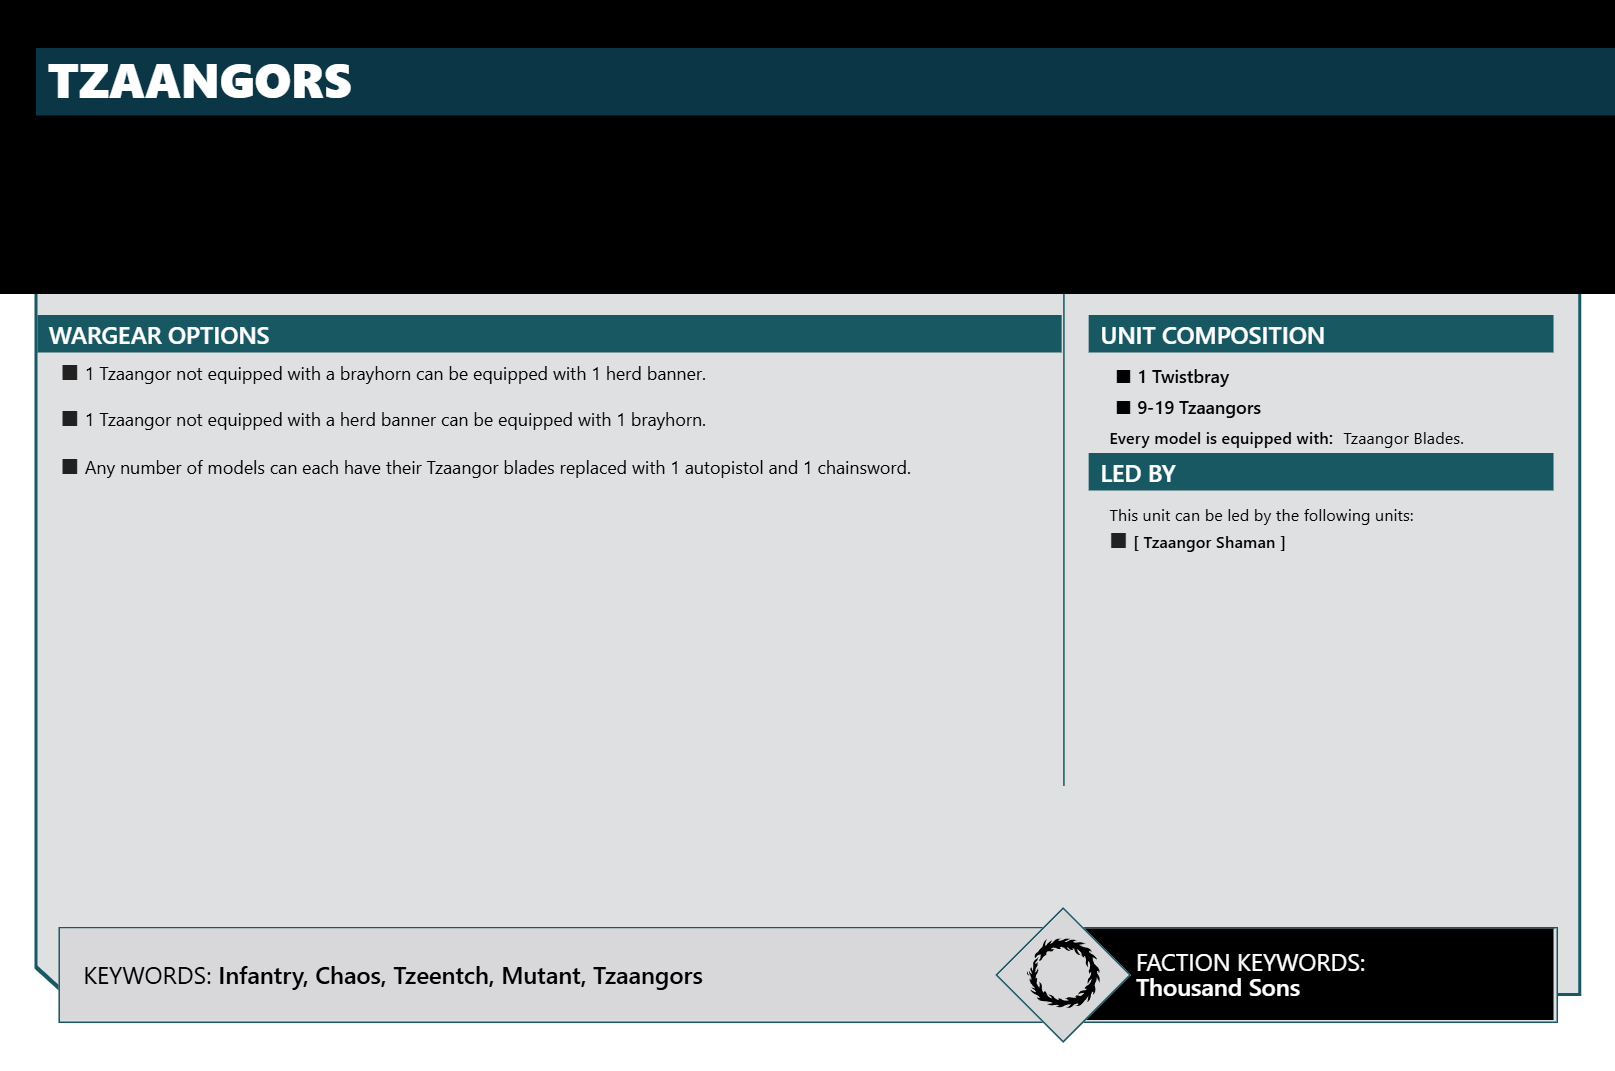 TZAANGORS
WARGEAR OPTIONS
■ 1 Tzaangor not equipped with a brayhorn can be equipped with 1 herd banner.
■ 1 Tzaangor not equipped with a herd banner can be equipped with 1 brayhorn.
■ Any number of models can each have their Tzaangor blades replaced with 1 autopistol and 1 chainsword.
UNIT COMPOSITION
■ 1 Twistbray
■ 9-19 Tzaangors
Every model is equipped with: Tzaangor Blades.
LED BY
This unit can be led by the following units:
■ [ Tzaangor Shaman ]
KEYWORDS: Infantry, Chaos, Tzeentch, Mutant, Tzaangors
FACTION KEYWORDS:
Thousand Sons